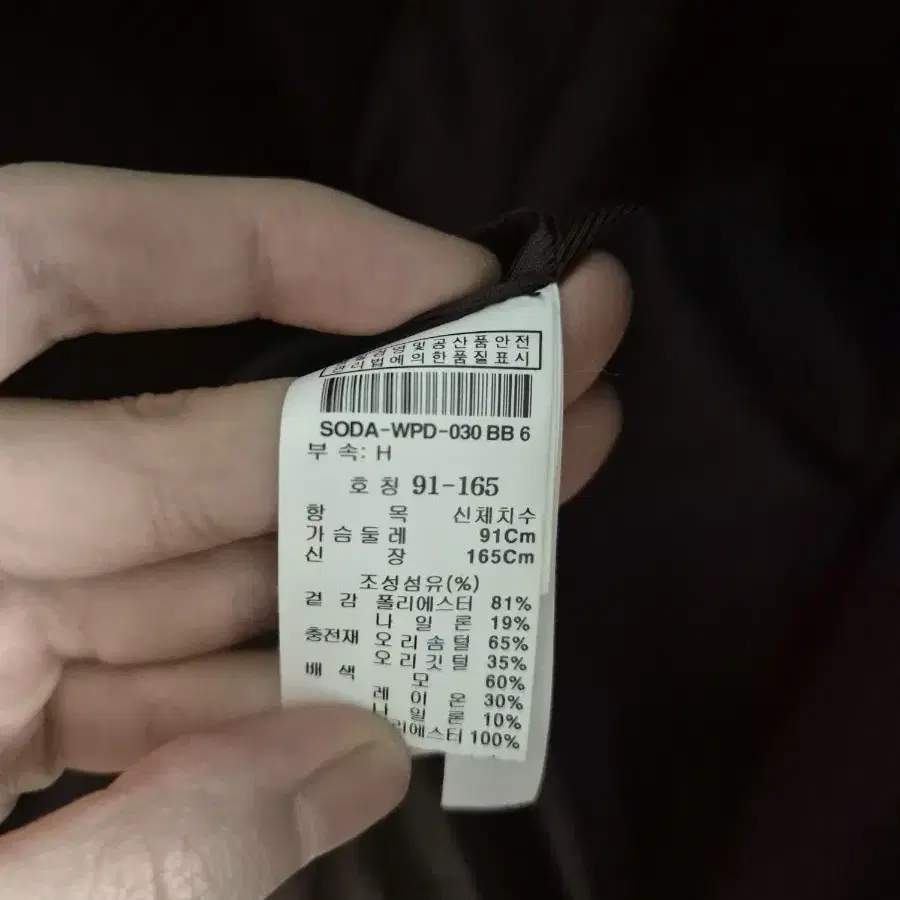 및공산품안전
관리법에의한품질표시
SODA-WPD-030 BB 6
부 속: H
호 칭 91-165
항 목 신체치수
가슴둘레 91Cm
신 장 165Cm
조성섬유(%)
겉 감 폴리에스터 81%
나 일 론 19%
충전재 오리솜털 65%
오리깃털 35%
배 색 모 60%
레 이 온 30%
나 일 론 10%
리에스터 100%